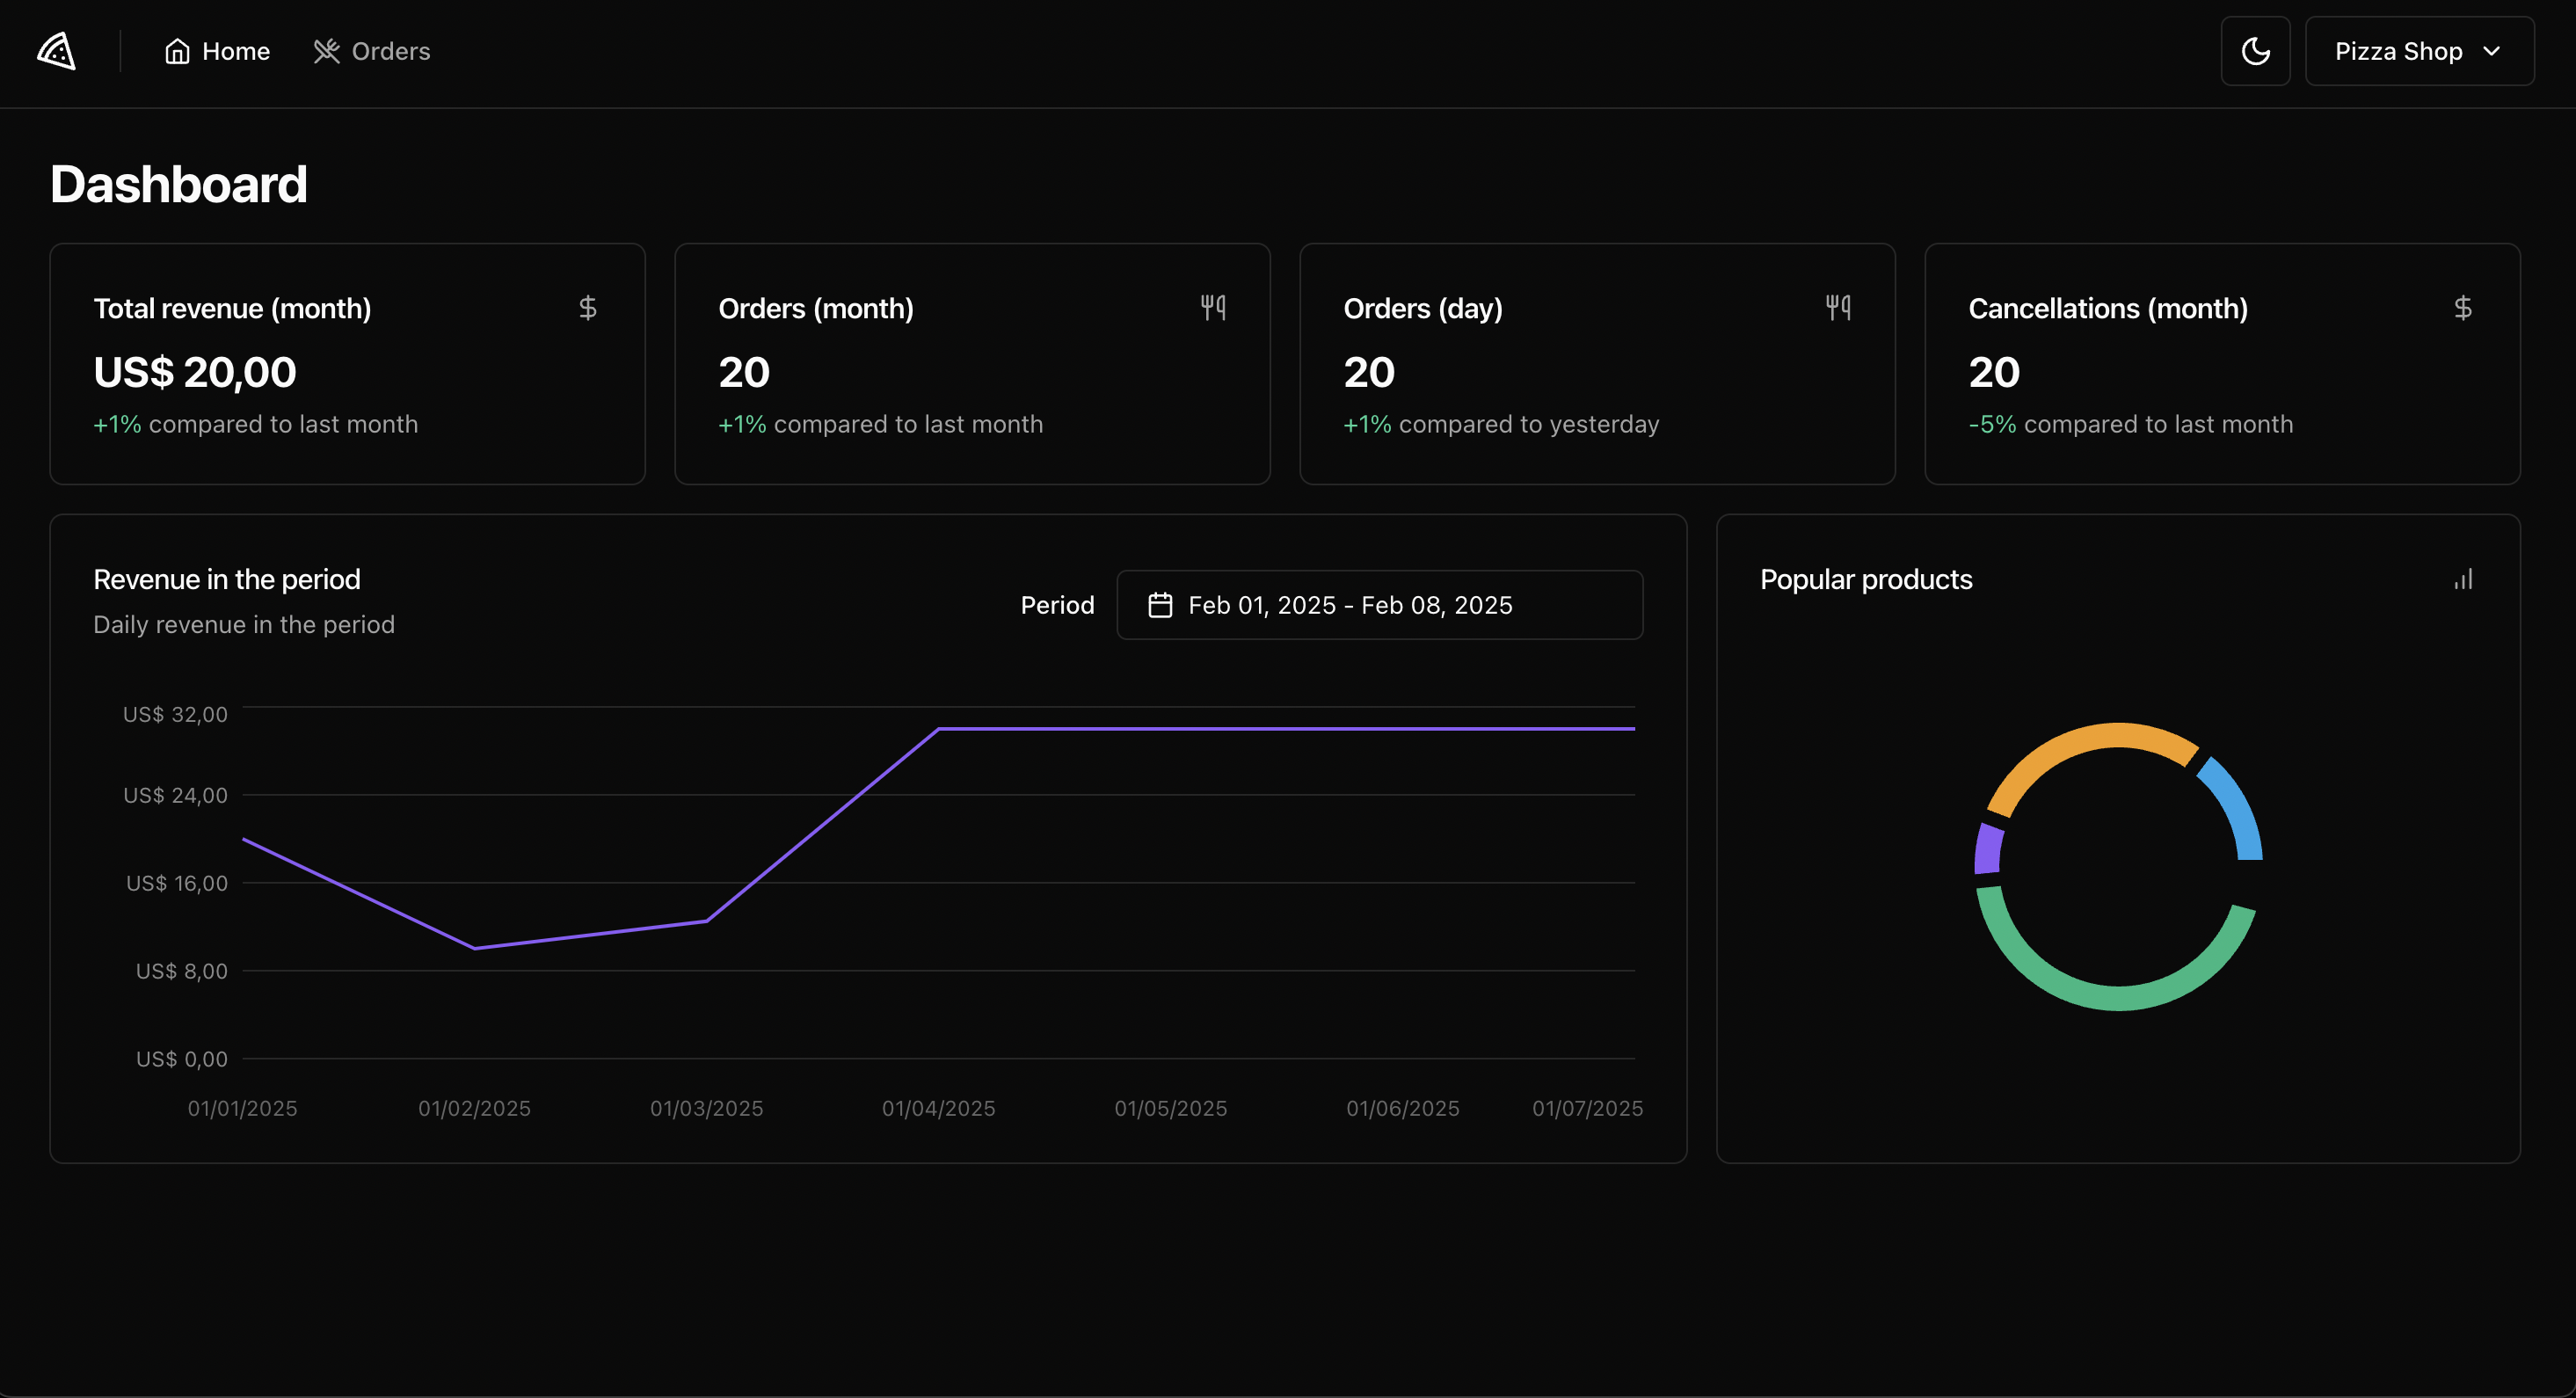 Home
Orders
Pizza Shop
Dashboard
Total revenue (month)
US$ 20,00
+1% compared to last month
Orders (month)
20
+1% compared to last month
Orders (day)
20
+1% compared to yesterday
Cancellations (month)
20
-5% compared to last month
Revenue in the period
Daily revenue in the period
Period
Feb 01, 2025 - Feb 08, 2025
US$ 32,00
US$ 24,00
US$ 16,00
US$ 8,00
US$ 0,00
01/01/2025
01/02/2025
01/03/2025
01/04/2025
01/05/2025
01/06/2025
01/07/2025
Popular products